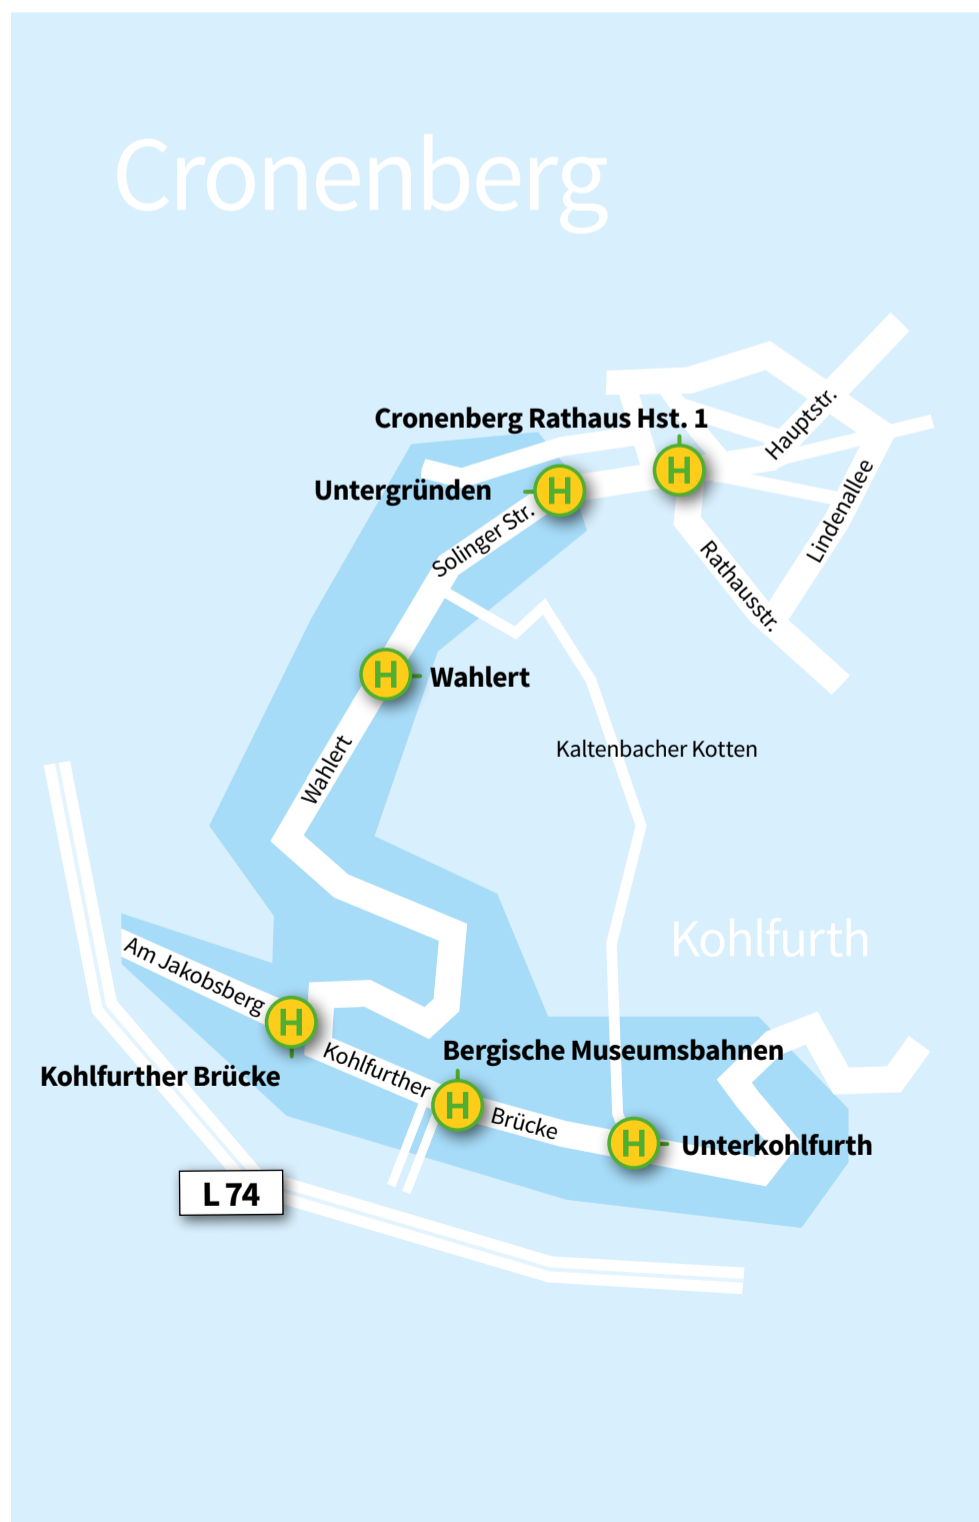 Cronenberg
Cronenberg Rathaus Hst. 1
Hauptstr.
H
Untergründen
H
Lindenallee
Solinger Str.
Rathausstr.
H
Wahlert
Wahlert
Kaltenbacher Kotten
Kohlfurth
Am Jakobsberg
H
Kohlfurther Brücke
Kohlfurther
Bergische Museumsbahnen
H
Brücke
H
Unterkohlfurth
L 74